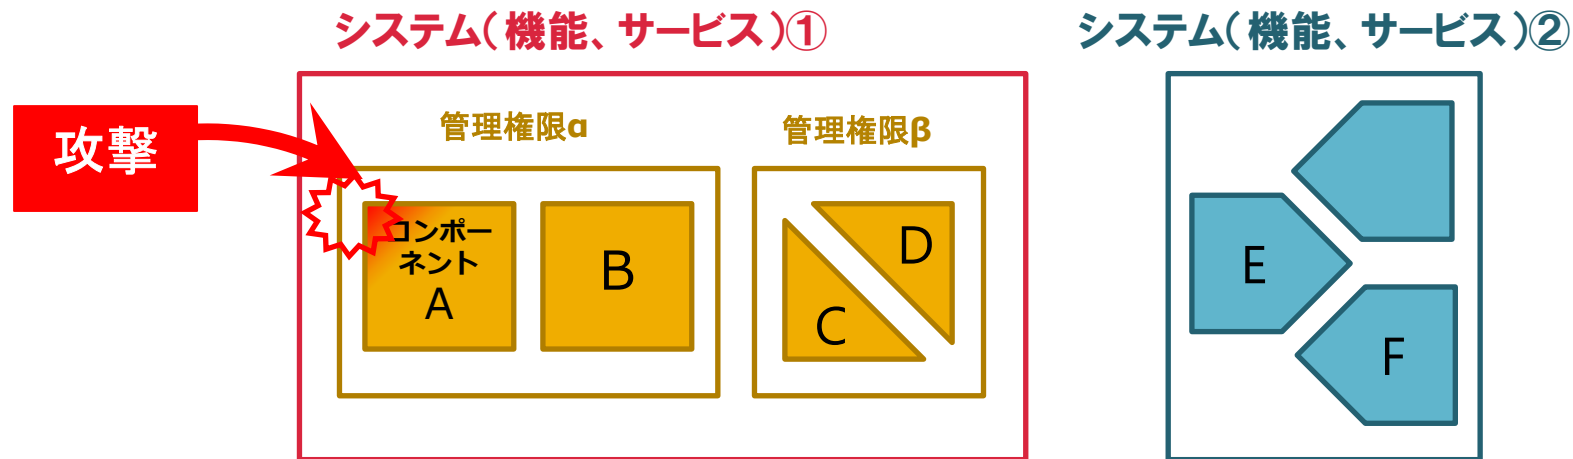 システム(機能、サービス)①
システム(機能、サービス)②
攻撃
管理権限α
管理権限β
コンポー
ネント
A
B
C
D
E
F